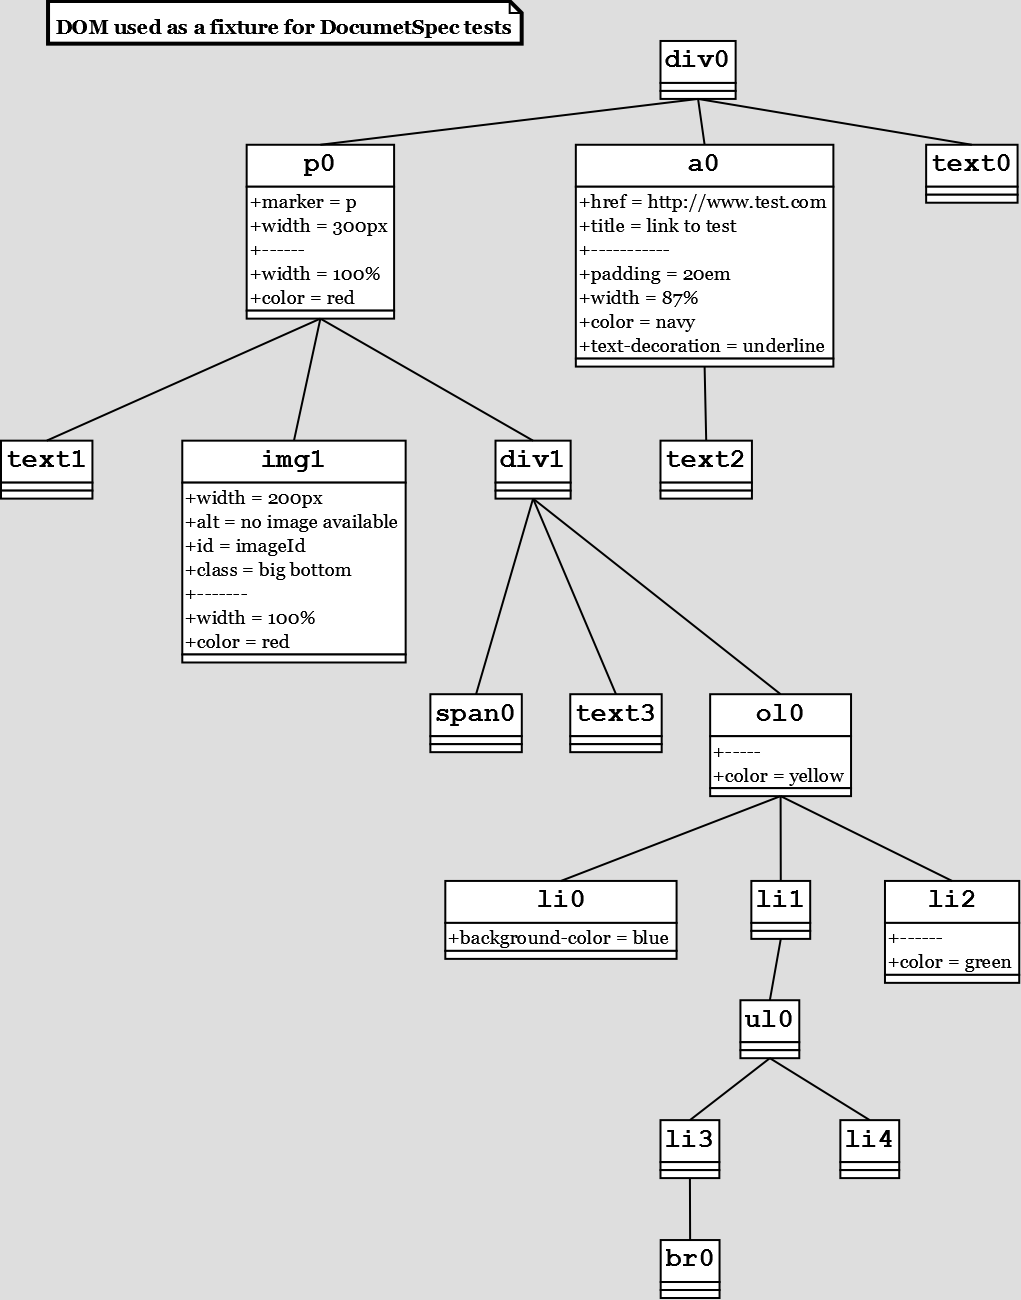 DOM used as a fixture for DocumetSpec tests
div0
p0
+marker = p
+width = 300px
+------
+width = 100%
+color = red
a0
+href = http://www.test.com
+title = link to test
+-----------
+padding = 20em
+width = 87%
+color = navy
+text-decoration = underline
text0
text1
img1
+width = 200px
+alt = no image available
+id = imageId
+class = big bottom
+-------
+width = 100%
+color = red
div1
text2
span0
text3
ol0
+-----
+color = yellow
li0
+background-color = blue
li1
li2
+------
+color = green
ul0
li3
li4
br0